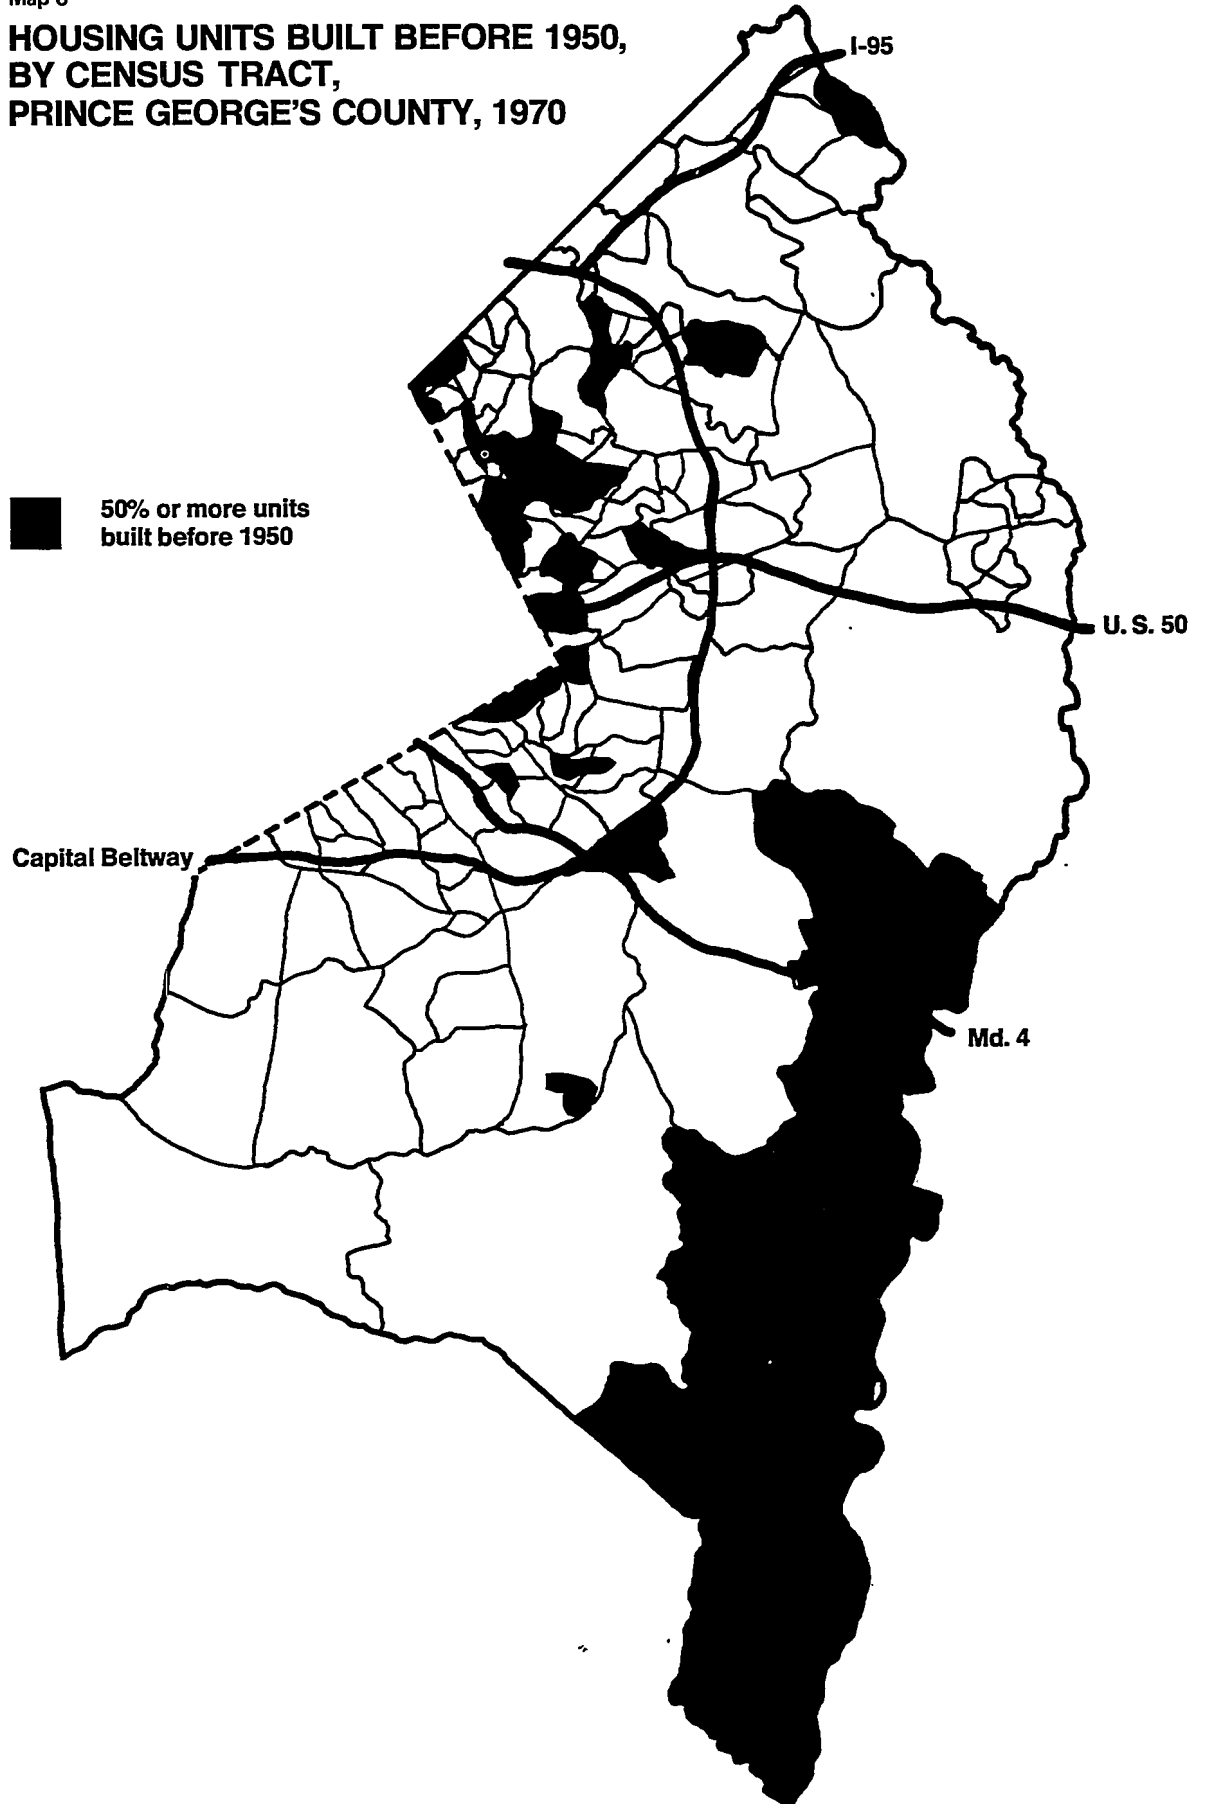 HOUSING UNITS BUILT BEFORE 1950,
BY CENSUS TRACT,
PRINCE GEORGE'S COUNTY, 1970
I-95
50% or more units
built before 1950
U. S. 50
Capital Beltway
Md. 4